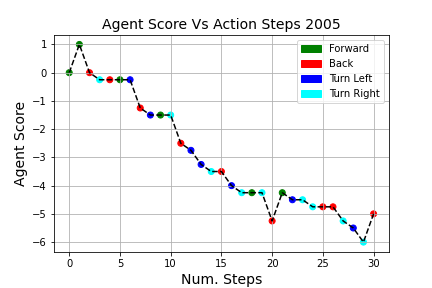 Agent Score Vs Action Steps 2005
Agent Score
1
0
−1
−2
−3
−4
−5
−6
Forward
Back
Turn Left
Turn Right
0 5 10 15 20 25 30
Num. Steps